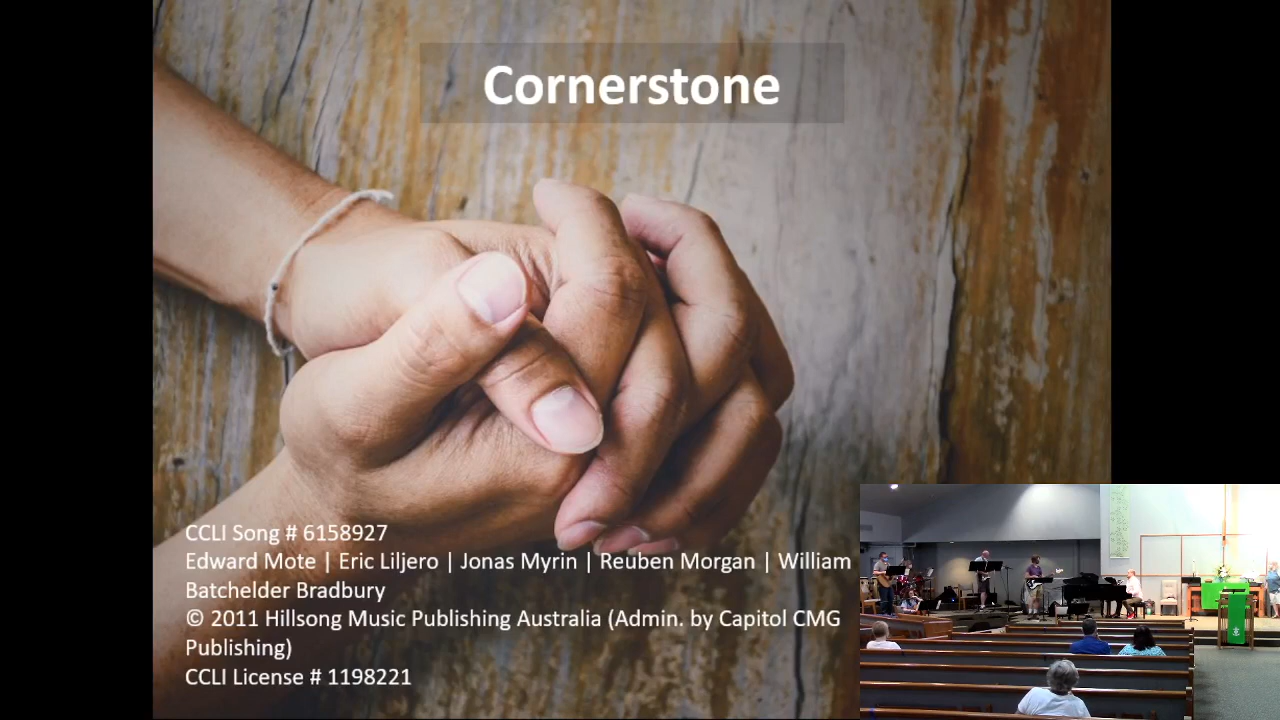 Cornerstone
CCLI Song # 6158927
Edward Mote | Eric Liljero | Jonas Myrin | Reuben Morgan | William
Batchelder Bradbury
© 2011 Hillsong Music Publishing Australia (Admin. by Capitol CMG
Publishing)
CCLI License # 1198221